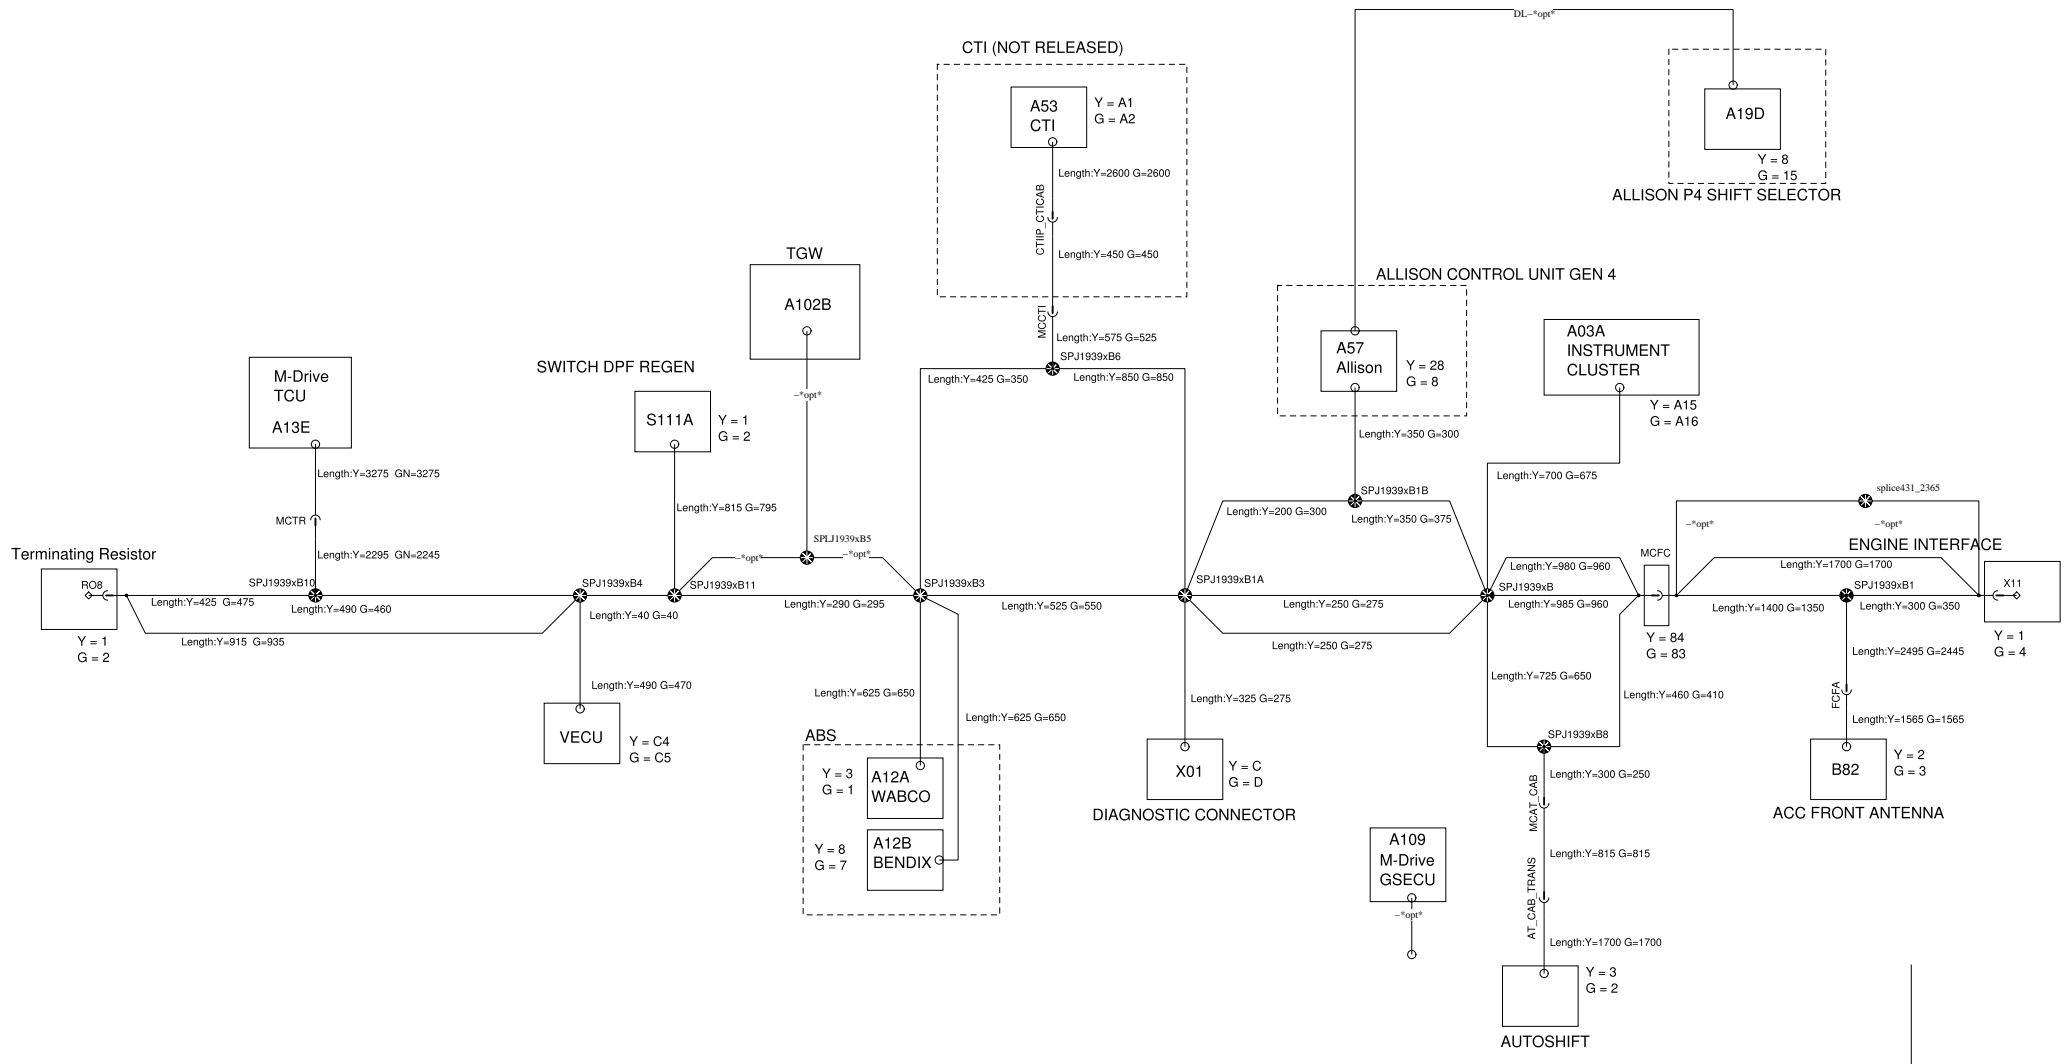 DL–*opt*
CTI (NOT RELEASED)
A53
CTI
Y = A1
G = A2
A19D
Y = 8
G = 15
ALLISON P4 SHIFT SELECTOR
Length:Y=2600 G=2600
CTIIP_CTICAB
Length:Y=450 G=450
TGW
A102B
–*opt*
ALLISON CONTROL UNIT GEN 4
MCCTI
Length:Y=575 G=525
SPJ1939xB6
Length:Y=425 G=350
Length:Y=850 G=850
A57
Allison
Y = 28
G = 8
A03A
INSTRUMENT
CLUSTER
Y = A15
G = A16
M-Drive
TCU
A13E
SWITCH DPF REGEN
S111A
Y = 1
G = 2
Length:Y=350 G=300
Length:Y=3275  GN=3275
MCTR
Length:Y=2295  GN=2245
Length:Y=815 G=795
Length:Y=700 G=675
SPJ1939xB1B
Length:Y=200 G=300
Length:Y=350 G=375
splice431_2365
–*opt*
–*opt*
SPLJ1939xB5
–*opt*
–*opt*
Terminating Resistor
RO8
Y = 1
G = 2
SPJ1939xB10
Length:Y=425  G=475
Length:Y=490 G=460
Length:Y=915  G=935
SPJ1939xB4
Length:Y=40 G=40
SPJ1939xB11
Length:Y=290 G=295
SPJ1939xB3
Length:Y=525 G=550
SPJ1939xB1A
Length:Y=250 G=275
Length:Y=250 G=275
SPJ1939xB
Length:Y=980 G=960
Length:Y=985 G=960
MCFC
Y = 84
G = 83
ENGINE INTERFACE
Length:Y=1700 G=1700
SPJ1939xB1
Length:Y=1400 G=1350
Length:Y=300 G=350
X11
Y = 1
G = 4
Length:Y=490 G=470
VECU
Y = C4
G = C5
Length:Y=625 G=650
Length:Y=625 G=650
ABS
Y = 3
G = 1
A12A
WABCO
Y = 8
G = 7
A12B
BENDIX
Length:Y=325 G=275
X01
Y = C
G = D
DIAGNOSTIC CONNECTOR
Length:Y=725 G=650
Length:Y=460 G=410
SPJ1939xB8
Length:Y=300 G=250
MCAT_CAB
Length:Y=815 G=815
AT_CAB_TRANS
Length:Y=1700 G=1700
Y = 3
G = 2
AUTOSHIFT
A109
M-Drive
GSECU
–*opt*
Length:Y=2495 G=2445
FCFA
Length:Y=1565 G=1565
B82
Y = 2
G = 3
ACC FRONT ANTENNA